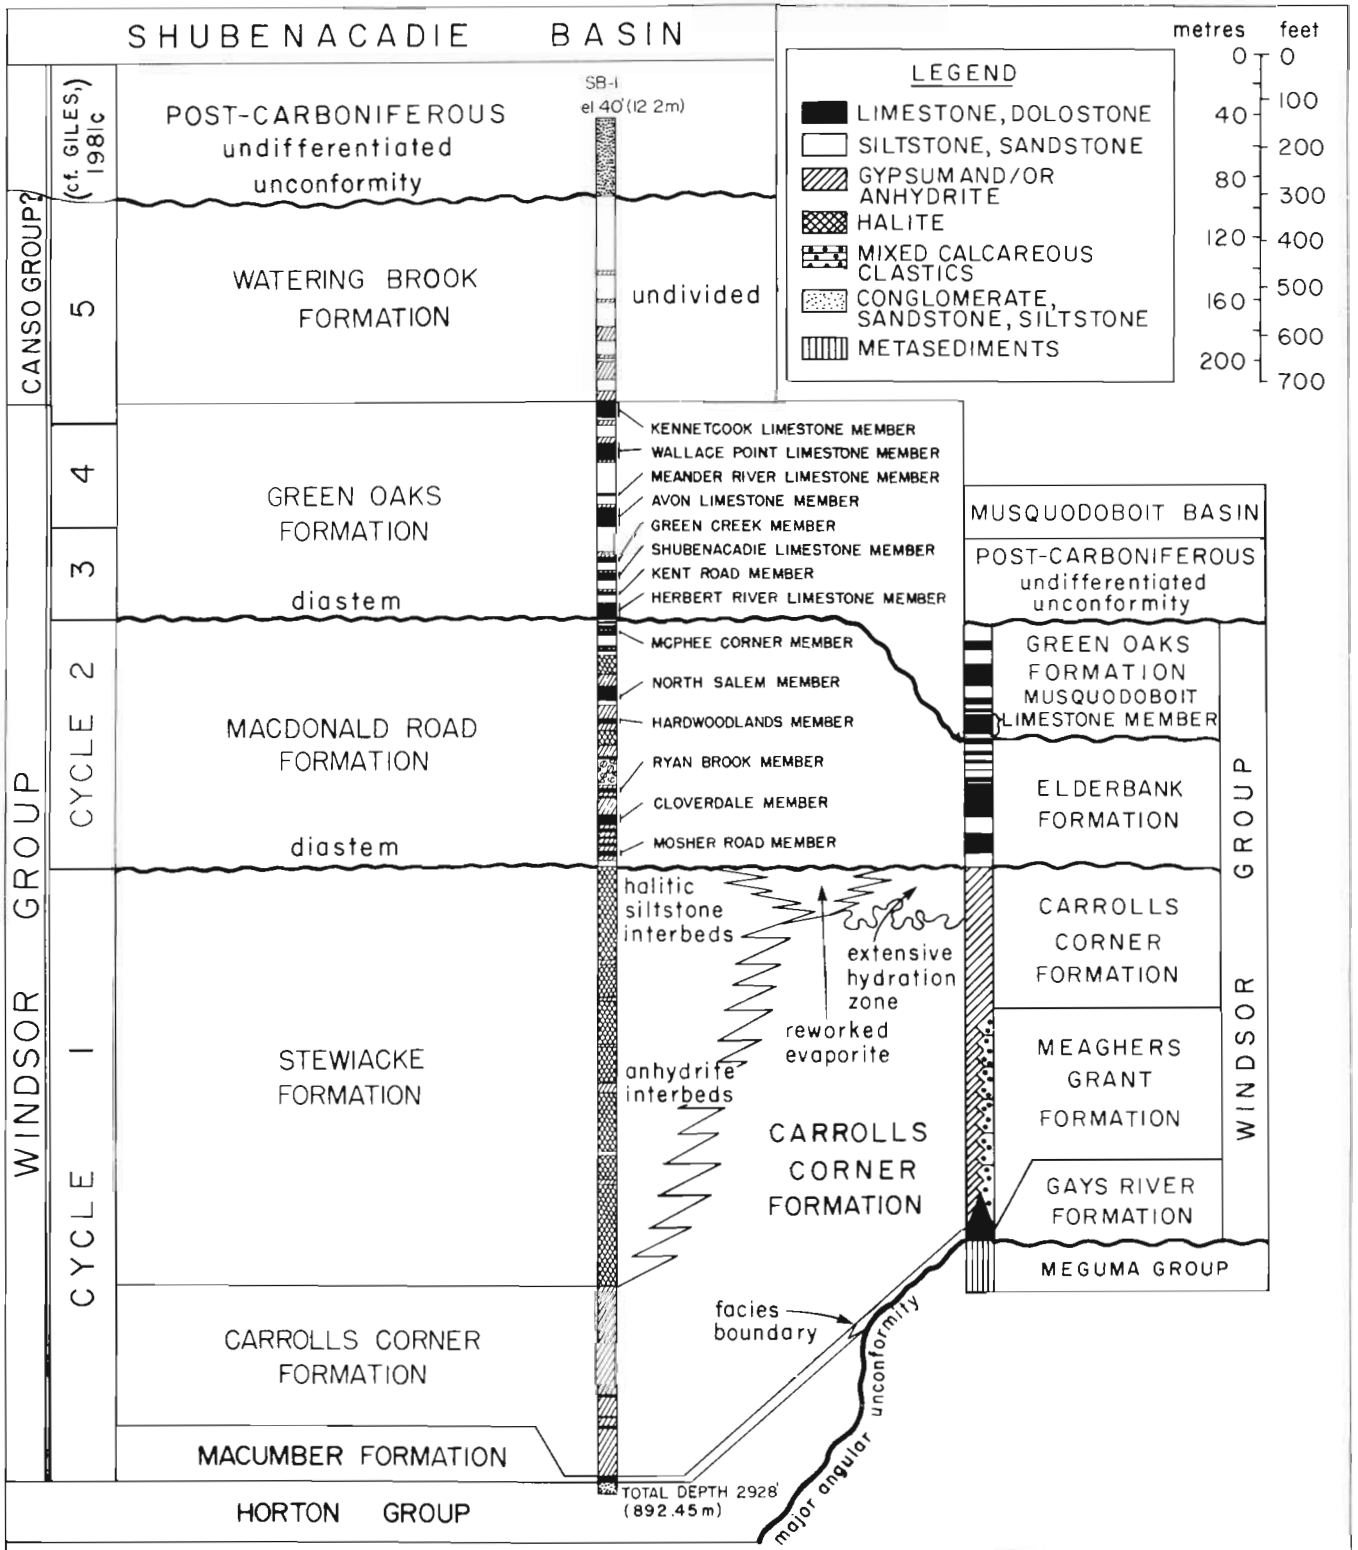 SHUBENACADIE BASIN
(cf. GILES,)
1981c
POST-CARBONIFEROUS
undifferentiated
unconformity
SB-1
el 40' (12 2m)
LEGEND
LIMESTONE, DOLOSTONE
SILTSTONE, SANDSTONE
GYPSUM AND/OR
ANHYDRITE
HALITE
MIXED CALCAREOUS
CLASTICS
CONGLOMERATE,
SANDSTONE, SILTSTONE
METASEDIMENTS
metres feet
0 0
100
40
200
80
300
120
400
500
160
600
200
700
CANSO GROUP?
5
WATERING BROOK
FORMATION
undivided
WINDSOR GROUP
4
3
GREEN OAKS
FORMATION
diastem
KENNETCOOK LIMESTONE MEMBER
WALLACE POINT LIMESTONE MEMBER
MEANDER RIVER LIMESTONE MEMBER
AVON LIMESTONE MEMBER
GREEN CREEK MEMBER
SHUBENACADIE LIMESTONE MEMBER
KENT ROAD MEMBER
HERBERT RIVER LIMESTONE MEMBER
CYCLE 2
MACDONALD ROAD
FORMATION
diastem
MCPHEE CORNER MEMBER
NORTH SALEM MEMBER
HARDWOODLANDS MEMBER
RYAN BROOK MEMBER
CLOVERDALE MEMBER
MOSHER ROAD MEMBER
CYCLE 1
STEWIACKE
FORMATION
halitic
siltstone
interbeds
anhydrite
interbeds
reworked
evaporite
extensive
hydration
zone
CARROLLS
CORNER
FORMATION
CARROLLS CORNER
FORMATION
facies
boundary
MACUMBER FORMATION
HORTON GROUP
TOTAL DEPTH 2928'
(892.45m)
major angular unconformity
MUSQUODOBOIT BASIN
POST-CARBONIFEROUS
undifferentiated
unconformity
GREEN OAKS
FORMATION
MUSQUODOBOIT
LIMESTONE MEMBER
ELDERBANK
FORMATION
CARROLLS
CORNER
FORMATION
MEAGHERS
GRANT
FORMATION
GAYS RIVER
FORMATION
MEGUMA GROUP
WINDSOR GROUP